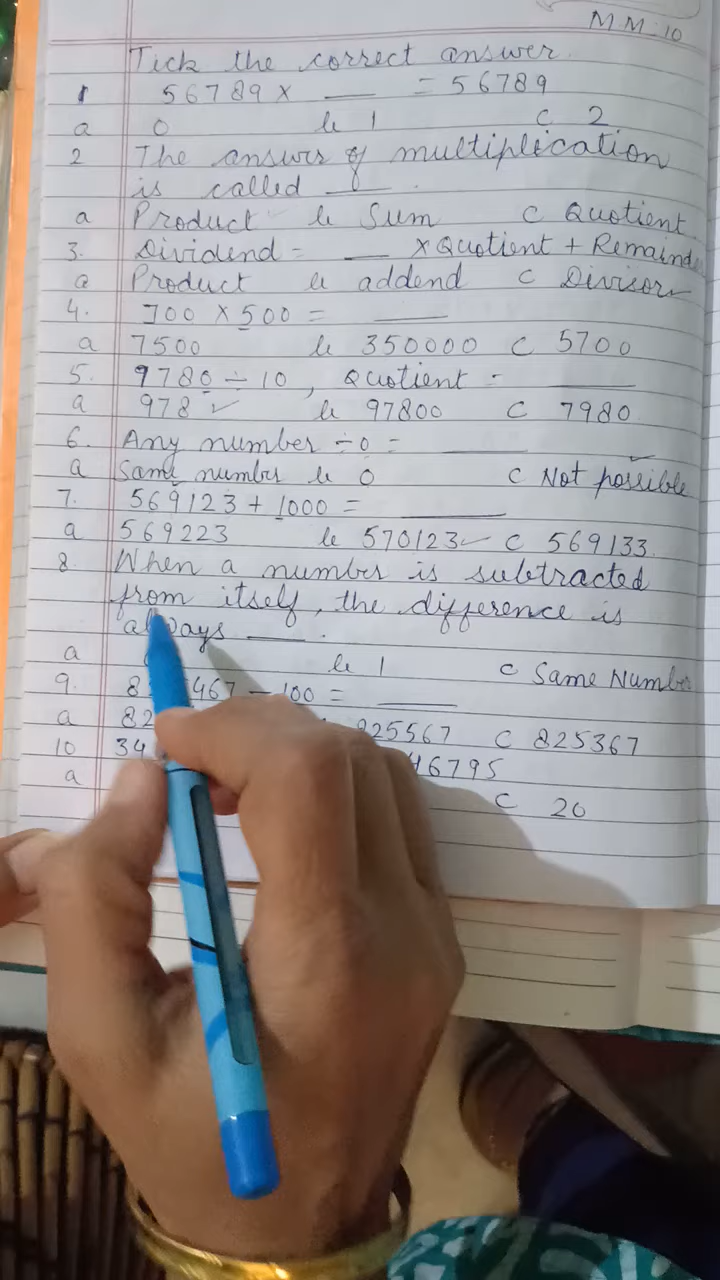 MM-10
Tick the correct answer.
1 56789 × ___ = 56789
a 0 b 1 c 2
2 The answer of multiplication
is called ___.
a Product b Sum c Quotient
3. Dividend = ___ × Quotient + Remaind
a Product b addend c Divisor
4. 700 × 500 = ___
a 7500 b 350000 c 5700
5. 9780 ÷ 10, Quotient = ___
a 978 ✓ b 97800 c 7980
6. Any number ÷ 0 = ___
a Same number b 0 c Not possible
7. 569123 + 1000 = ___
a 569223 b 570123 ✓ c 569133
8. When a number is subtracted
from itself, the difference is
always ___.
a b 1 c Same Number
9. 467 - 100 = ___
a 82 825567 c 825367
10 34 46795
a c 20